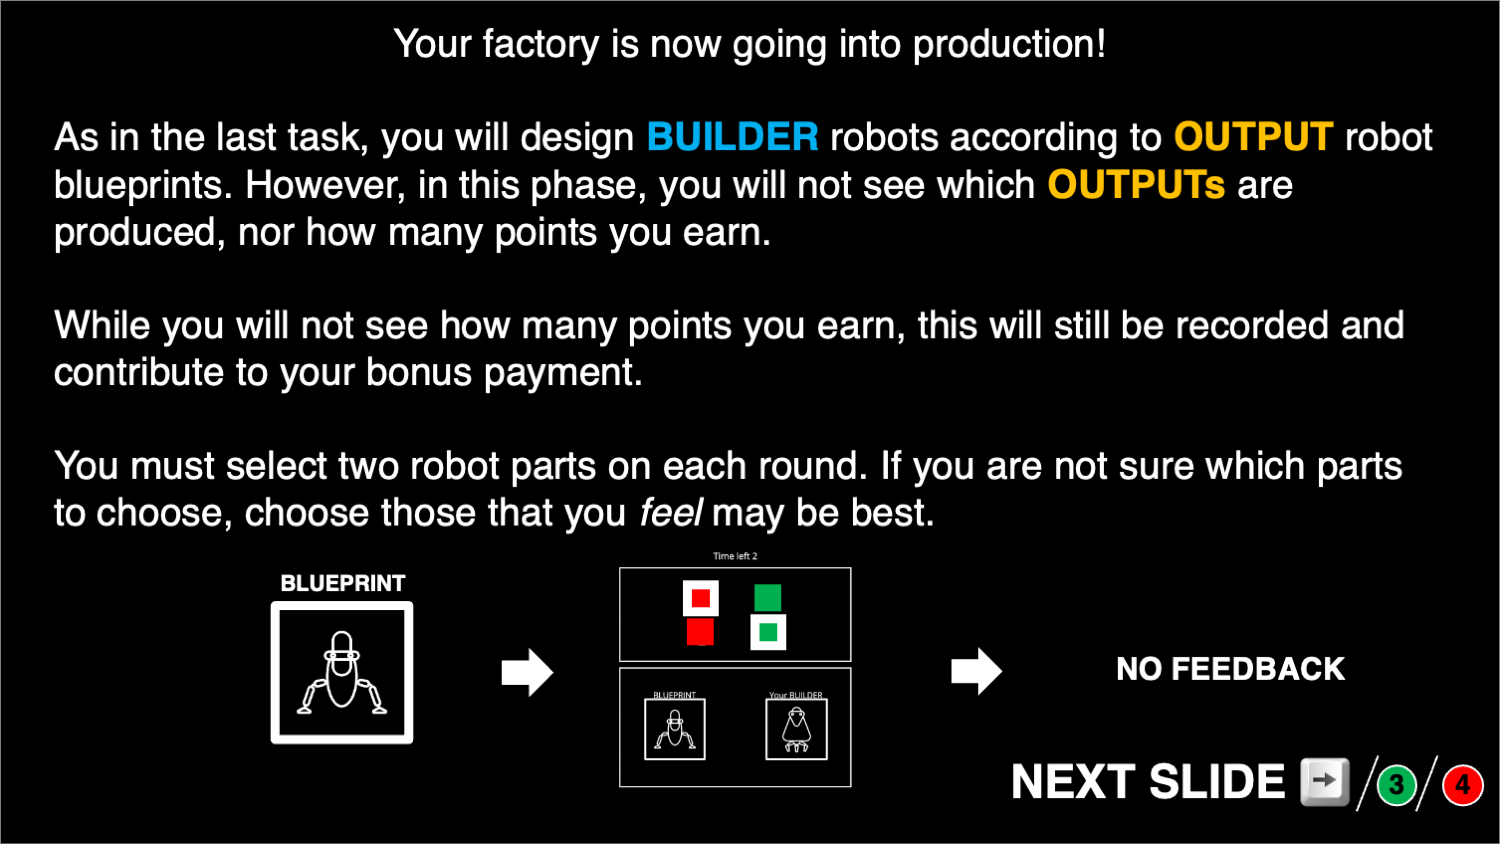 Your factory is now going into production!
As in the last task, you will design BUILDER robots according to OUTPUT robot
blueprints. However, in this phase, you will not see which OUTPUTs are
produced, nor how many points you earn.
While you will not see how many points you earn, this will still be recorded and
contribute to your bonus payment.
You must select two robot parts on each round. If you are not sure which parts
to choose, choose those that you feel may be best.
BLUEPRINT
Time left 2
BLUEPRINT
Your BUILDER
NO FEEDBACK
NEXT SLIDE → / 3 / 4